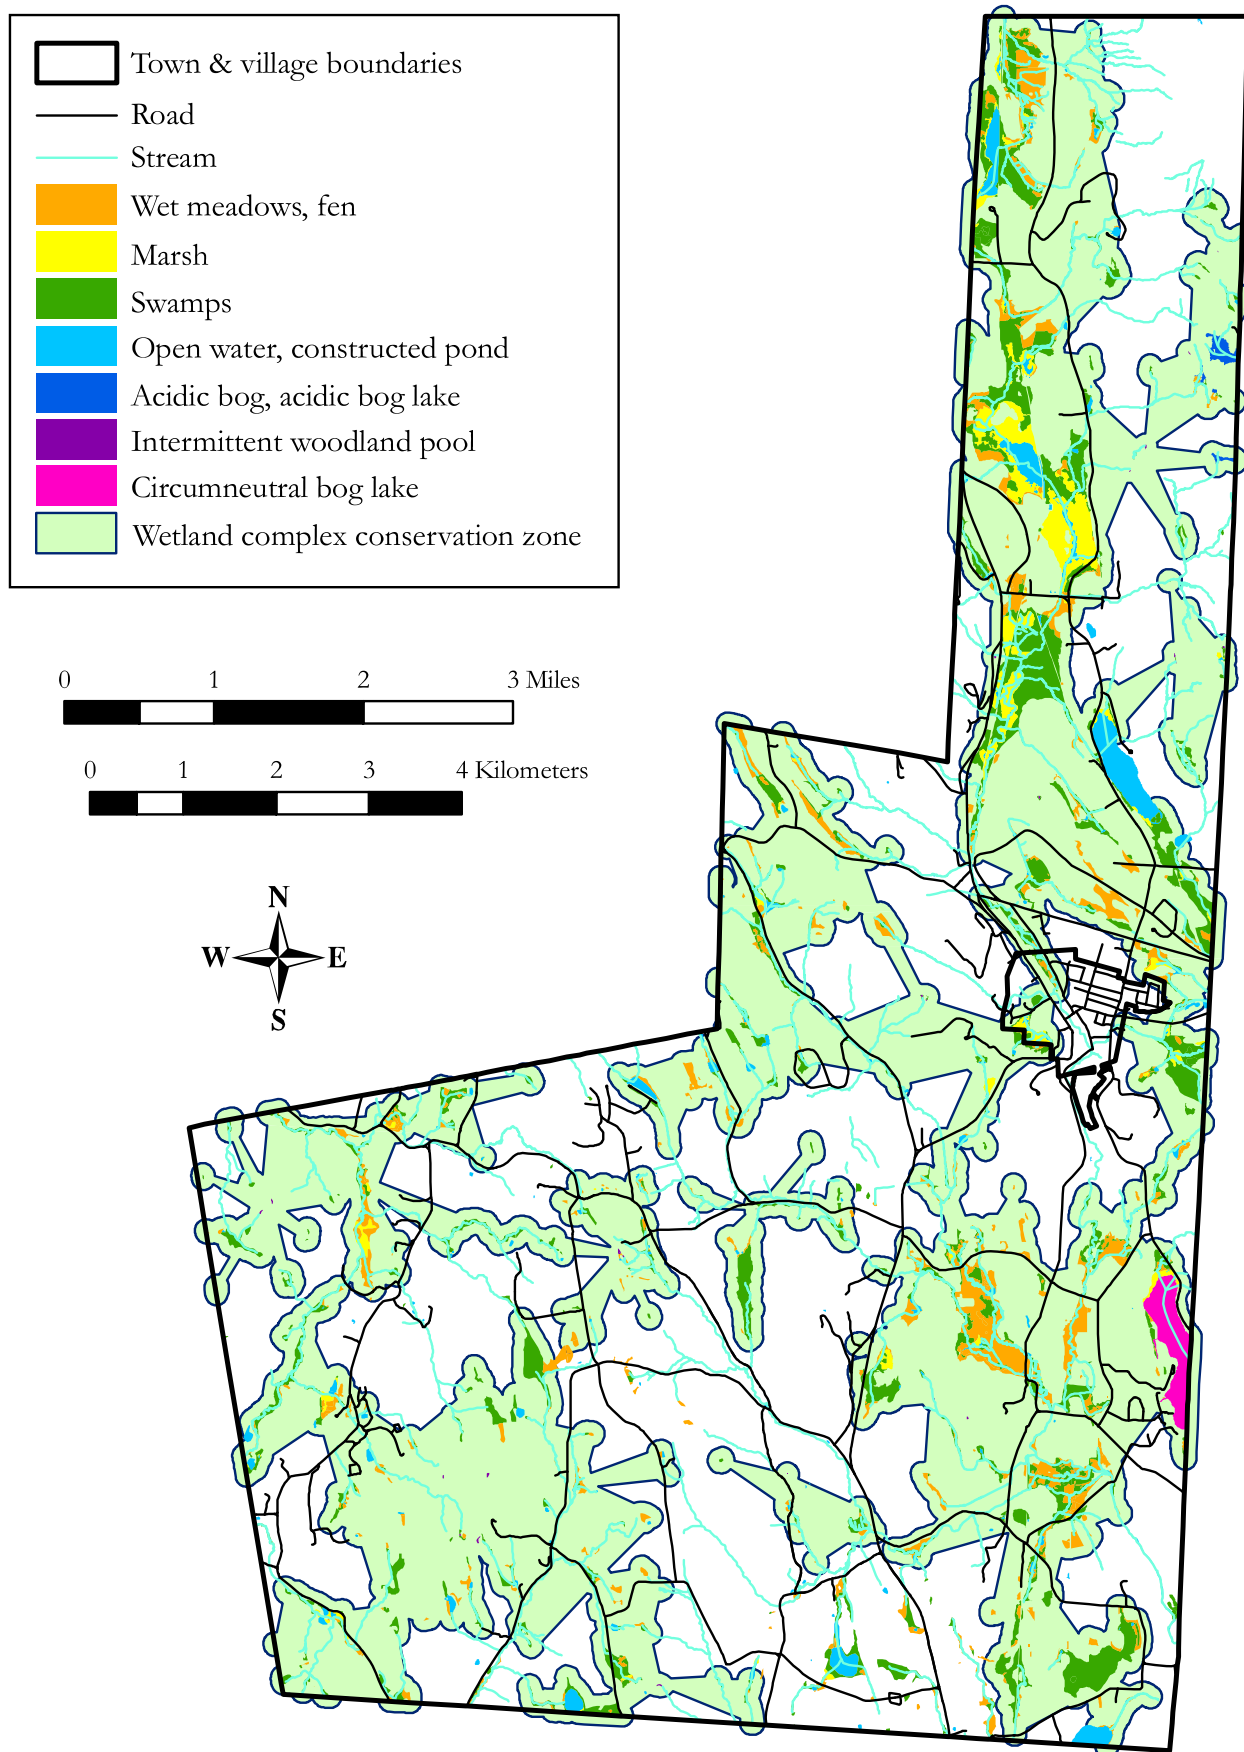 Town & village boundaries
Road
Stream
Wet meadows, fen
Marsh
Swamps
Open water, constructed pond
Acidic bog, acidic bog lake
Intermittent woodland pool
Circumneutral bog lake
Wetland complex conservation zone
0 1 2 3 Miles
0 1 2 3 4 Kilometers
N
W E
S